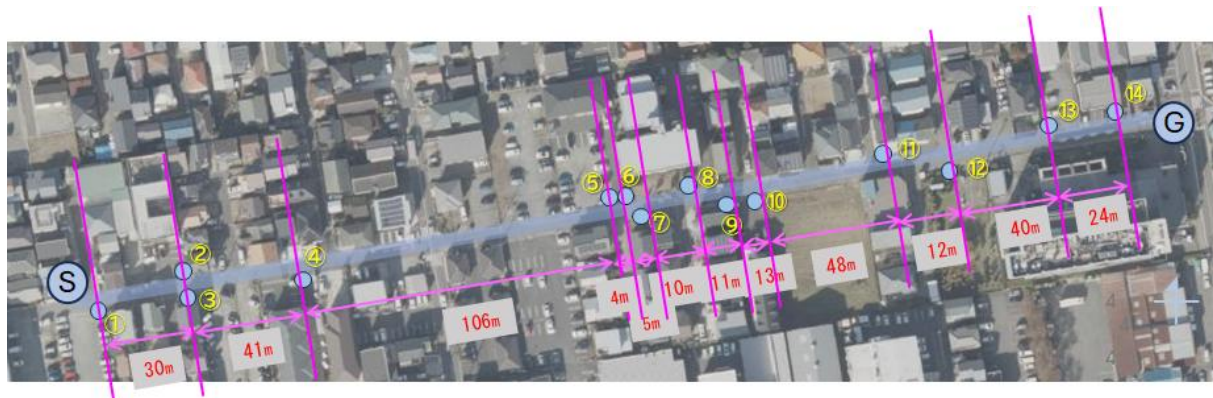 S
①
②
③
④
⑤
⑥
⑦
⑧
⑨
⑩
⑪
⑫
⑬
⑭
G
30m
41m
106m
4m
5m
10m
11m
13m
48m
12m
40m
24m